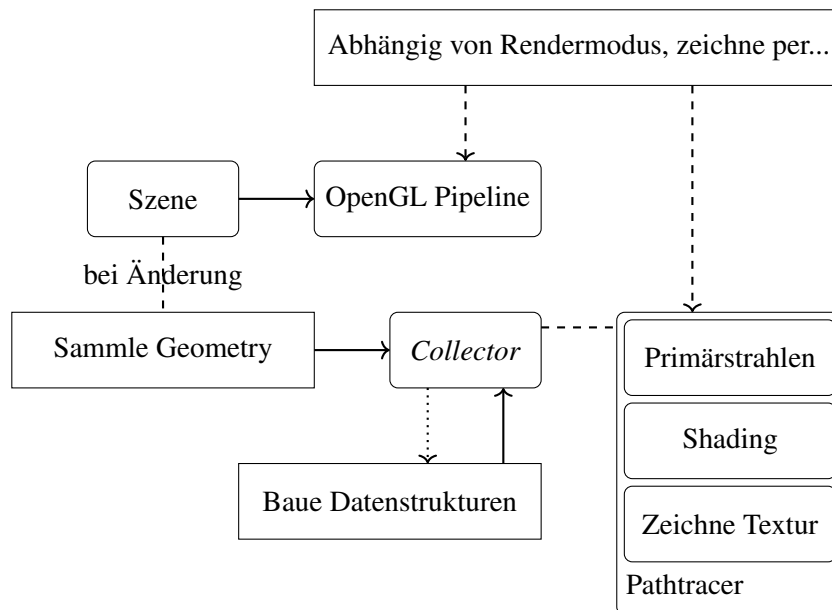 Abhängig von Rendermodus, zeichne per...
Szene
OpenGL Pipeline
bei Änderung
Sammle Geometry
Collector
Primärstrahlen
Shading
Baue Datenstrukturen
Zeichne Textur
Pathtracer